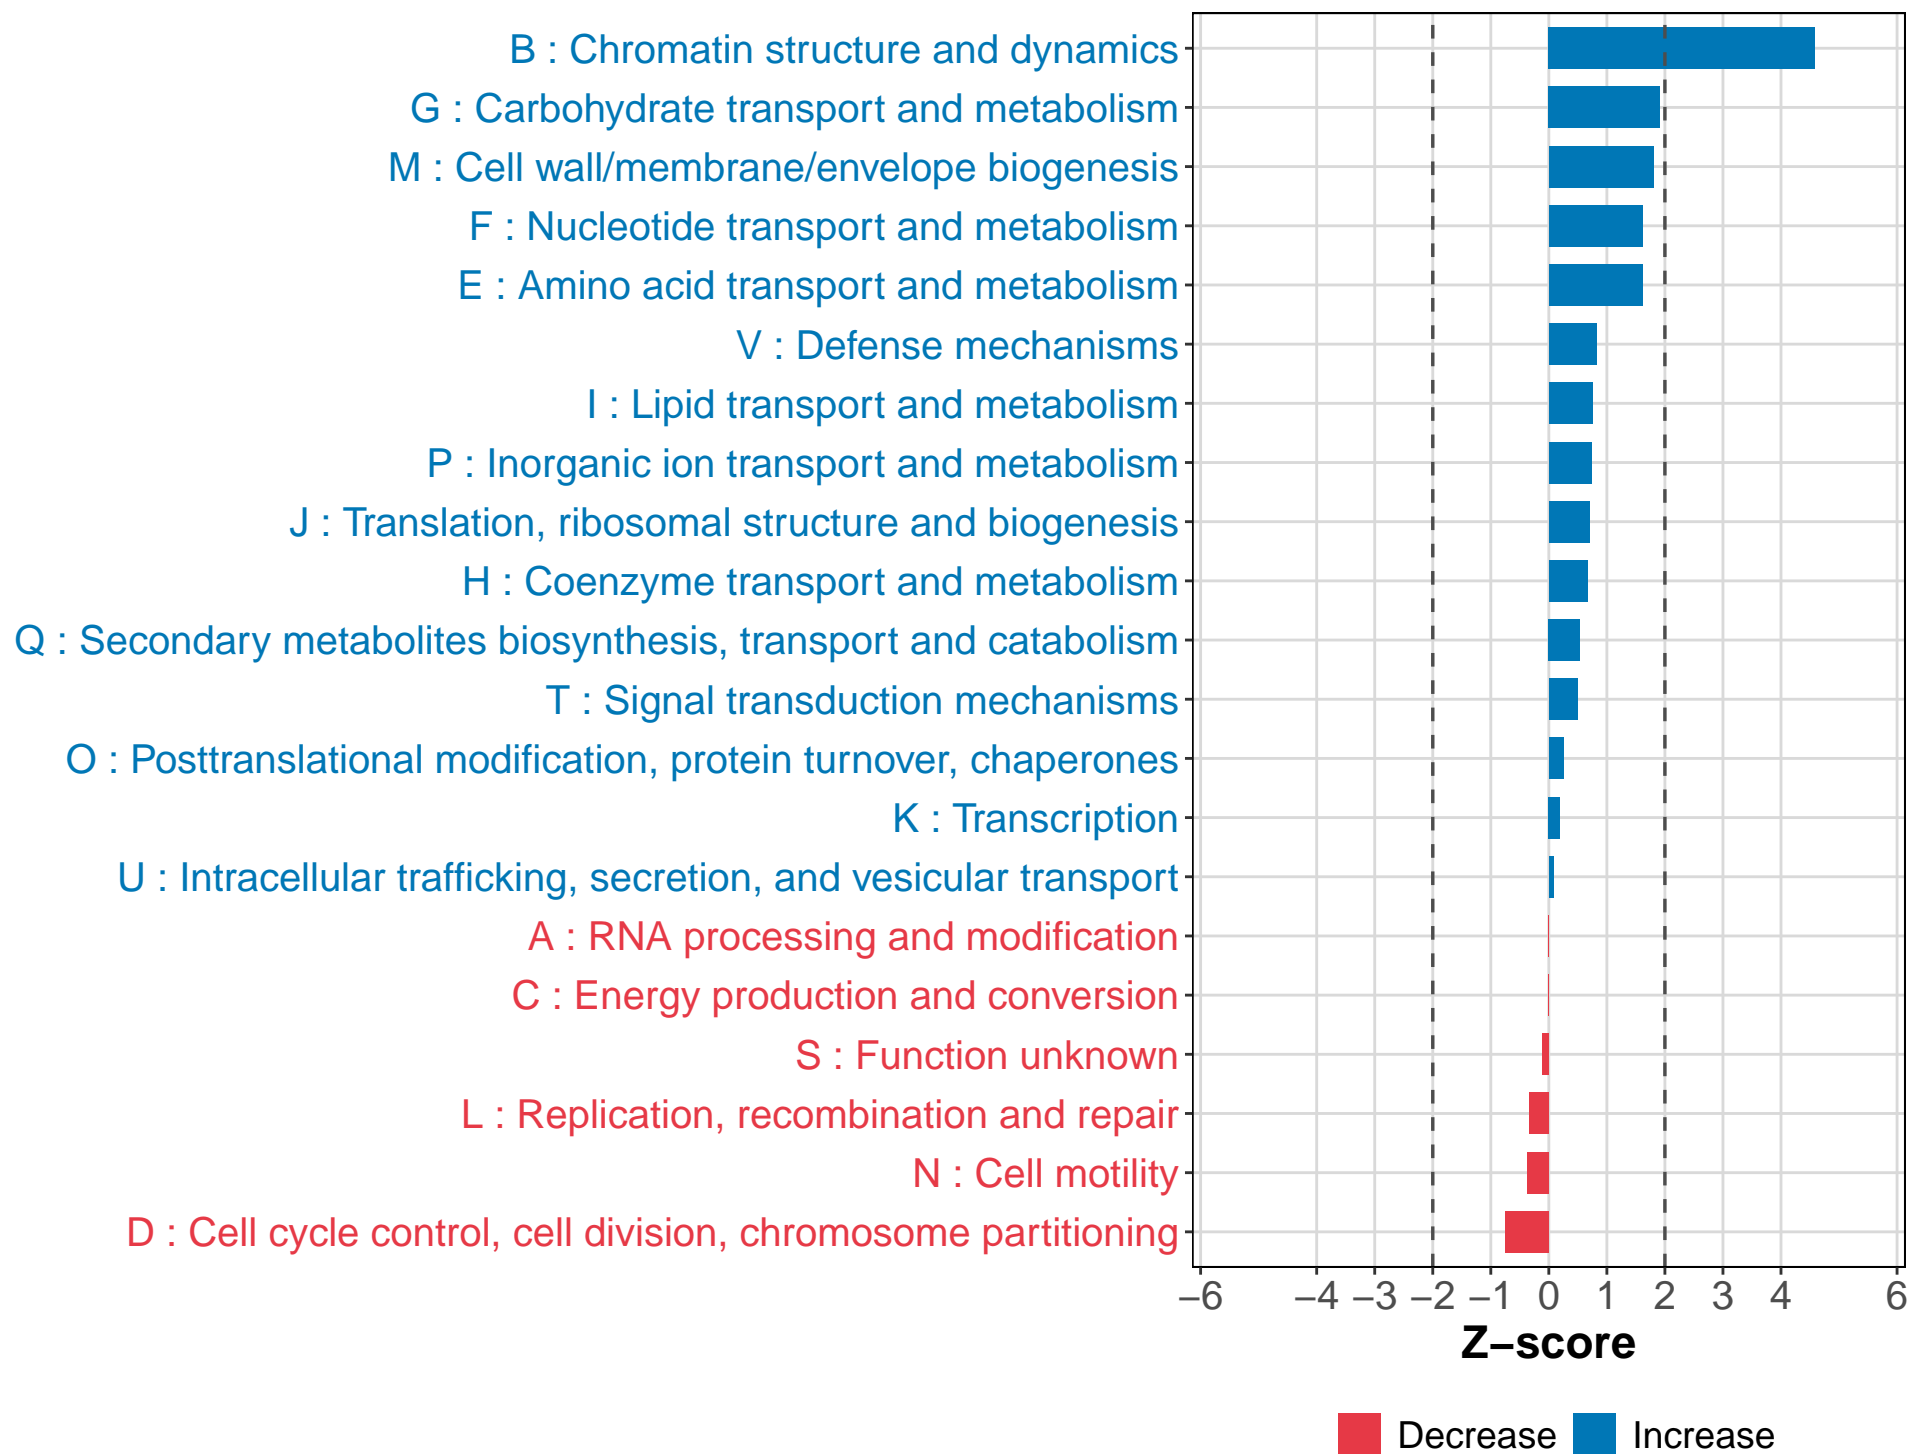 B : Chromatin structure and dynamics
G : Carbohydrate transport and metabolism
M : Cell wall/membrane/envelope biogenesis
F : Nucleotide transport and metabolism
E : Amino acid transport and metabolism
V : Defense mechanisms
I : Lipid transport and metabolism
P : Inorganic ion transport and metabolism
J : Translation, ribosomal structure and biogenesis
H : Coenzyme transport and metabolism
Q : Secondary metabolites biosynthesis, transport and catabolism
T : Signal transduction mechanisms
O : Posttranslational modification, protein turnover, chaperones
K : Transcription
U : Intracellular trafficking, secretion, and vesicular transport
A : RNA processing and modification
C : Energy production and conversion
S : Function unknown
L : Replication, recombination and repair
N : Cell motility
D : Cell cycle control, cell division, chromosome partitioning
−6 −4 −3 −2 −1 0 1 2 3 4 6
Z−score
Decrease Increase